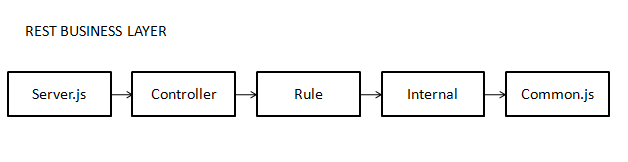 REST BUSINESS LAYER
Server.js
Controller
Rule
Internal
Common.js